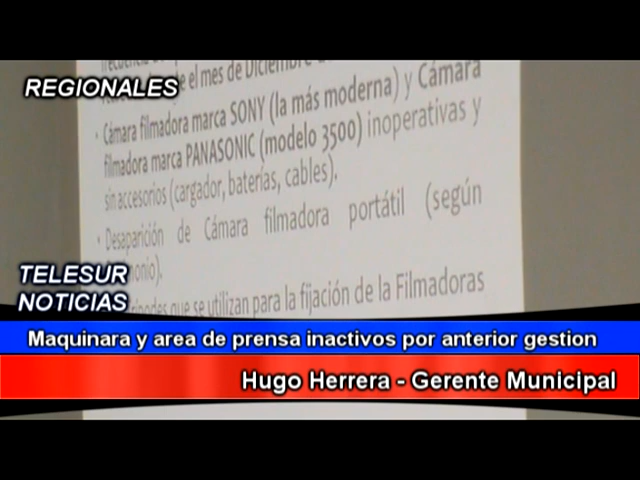 REGIONALES
el mes de Diciembre
• Cámara filmadora marca SONY (la más moderna) y Cámara
filmadora marca PANASONIC (modelo 3500) inoperativas y
sin accesorios (cargador, baterías, cables).
• Desaparición de Cámara filmadora portátil (según
que se utilizan para la fijación de la Filmadoras
TELESUR
NOTICIAS
Maquinara y area de prensa inactivos por anterior gestion
Hugo Herrera - Gerente Municipal